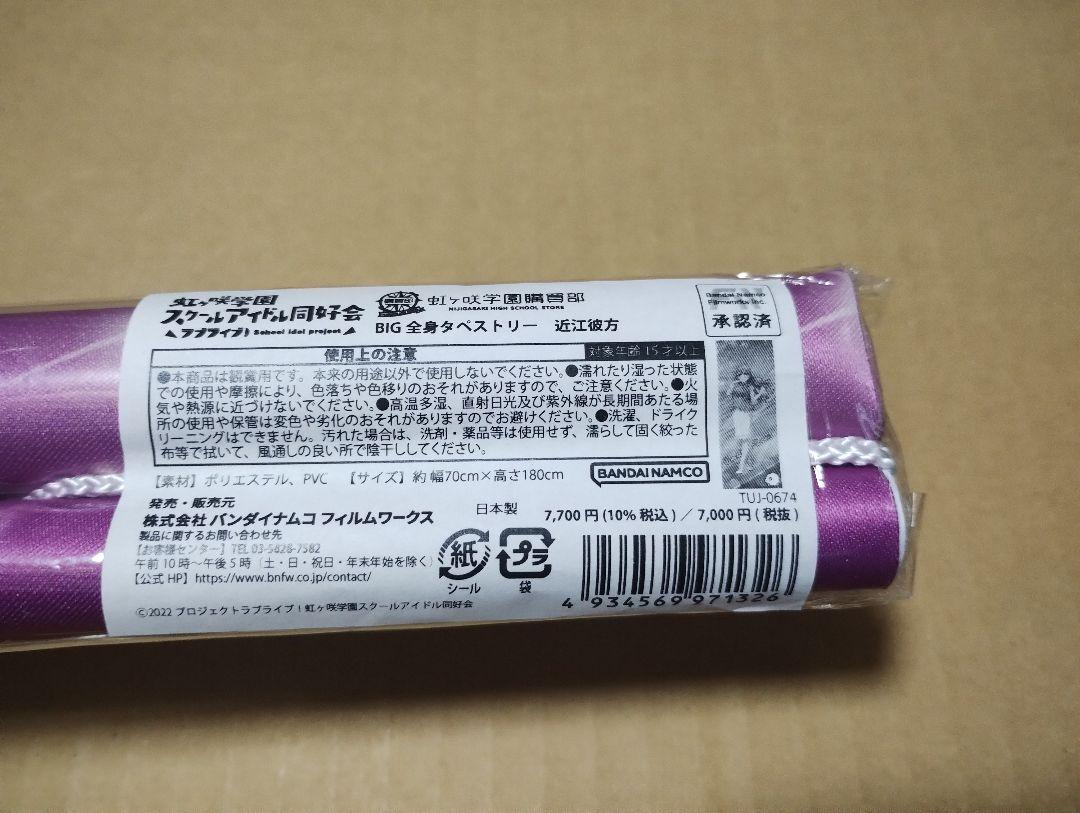 虹ヶ咲学園
スクールアイドル同好会
ラブライブ! School idol project
虹ヶ咲学園購買部
NIJIGASAKI HIGH SCHOOL STORE
BIG 全身タペストリー 近江彼方
Bandai Namco
Filmworks Inc.
承認済
使用上の注意
対象年齢15才以上
●本商品は観賞用です。本来の用途以外で使用しないでください。●濡れたり湿った状態
での使用や摩擦により、色落ちや色移りのおそれがありますので、ご注意ください。●火
気や熱源に近づけないでください。●高温多湿、直射日光及び紫外線が長期間あたる場
所の使用や保管は変色や劣化のおそれがありますのでお避けください。●洗濯、ドライク
リーニングはできません。汚れた場合は、洗剤・薬品等は使用せず、濡らして固く絞った
布等で拭いて、風通しの良い所で陰干ししてください。
【素材】ポリエステル、PVC 【サイズ】約 幅70cm×高さ180cm
BANDAI NAMCO
TUJ-0674
発売・販売元
株式会社 バンダイナムコ フィルムワークス
日本製
7,700円(10%税込)/7,000円(税抜)
製品に関するお問い合わせ先
【お客様センター】TEL 03-5828-7582
午前10時〜午後5時(土・日・祝日・年末年始を除く)
【公式HP】https://www.bnfw.co.jp/contact/
紙
シール
プラ
袋
4 934569 971326
©2022 プロジェクトラブライブ!虹ヶ咲学園スクールアイドル同好会